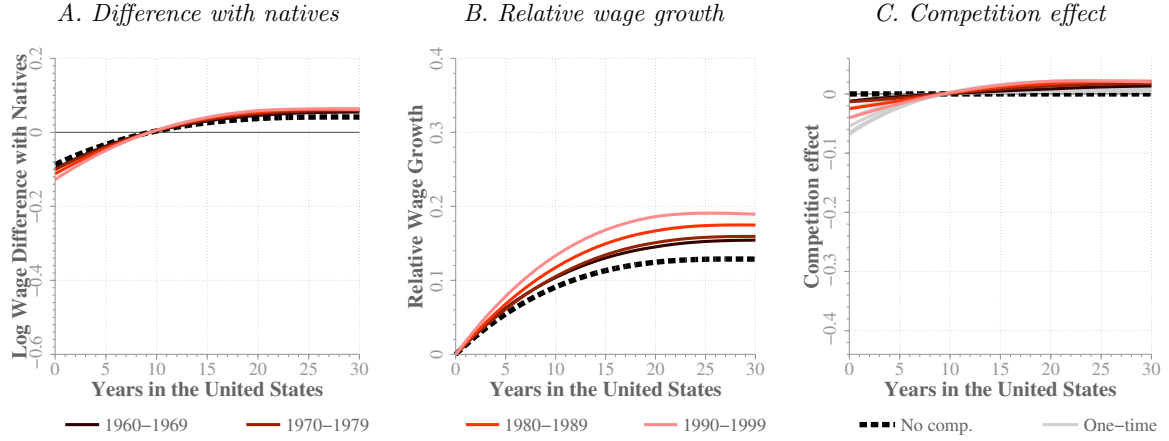 A. Difference with natives
B. Relative wage growth
C. Competition effect
Log Wage Difference with Natives
0.2
0
−0.2
−0.4
−0.6
0 5 10 15 20 25 30
Years in the United States
Relative Wage Growth
0.4
0.3
0.2
0.1
0
0 5 10 15 20 25 30
Years in the United States
Competition effect
0
−0.1
−0.2
−0.3
−0.4
0 5 10 15 20 25 30
Years in the United States
1960−1969 1970−1979 1980−1989 1990−1999 No comp. One−time